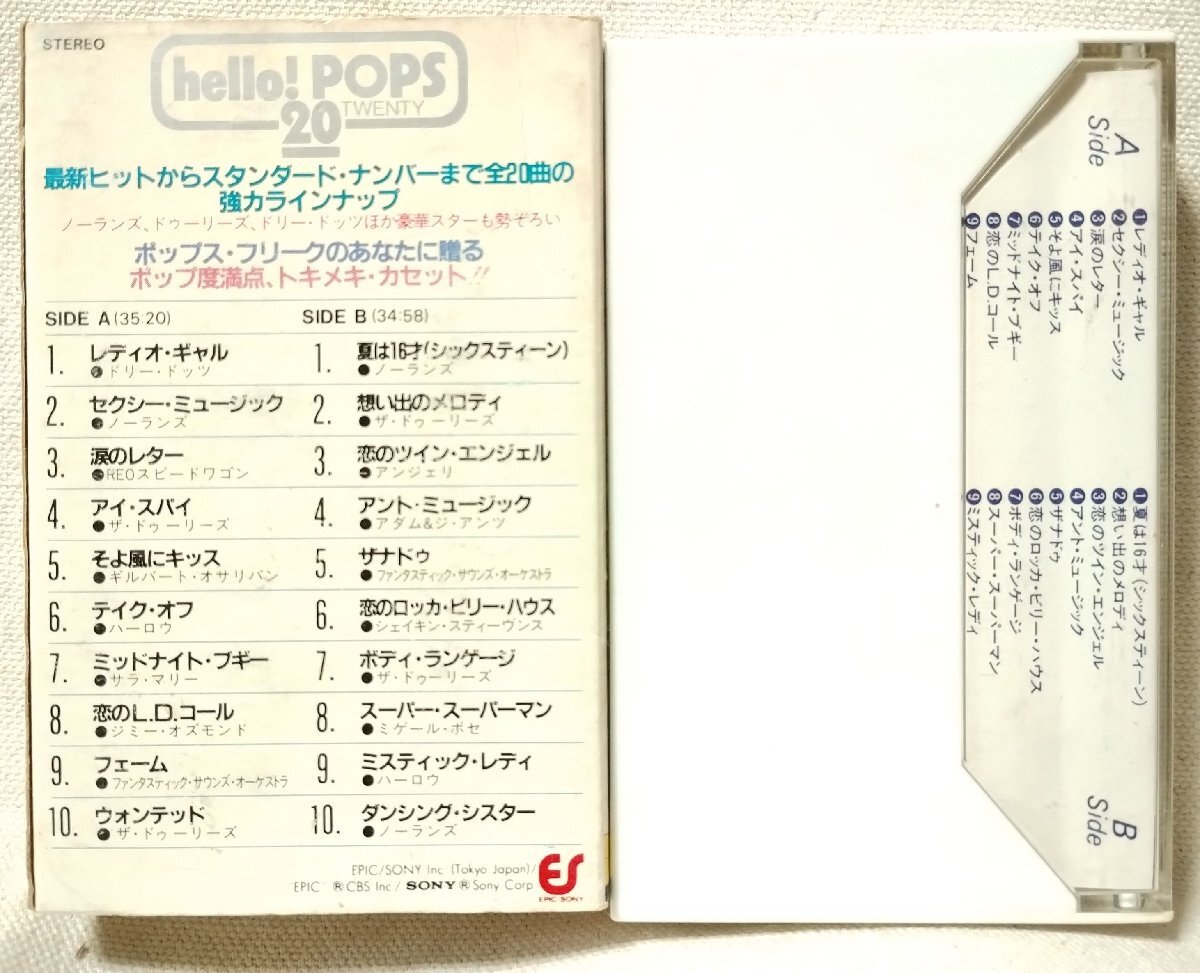 STEREO
hello! POPS
20 TWENTY
最新ヒットからスタンダード・ナンバーまで全20曲の
強力ラインナップ
ノーランズ、ドゥーリーズ、ドリー・ドッツほか豪華スターも勢ぞろい
ポップス・フリークのあなたに贈る
ポップ度満点、トキメキ・カセット!!
SIDE A (35:20)
1. レディオ・ギャル
●ドリー・ドッツ
2. セクシー・ミュージック
●ノーランズ
3. 涙のレター
●REOスピードワゴン
4. アイ・スパイ
●ザ・ドゥーリーズ
5. そよ風にキッス
●ギルバート・オサリバン
6. テイク・オフ
●ハーロウ
7. ミッドナイト・ブギー
●サラ・マリー
8. 恋のL.D.コール
●ジミー・オズモンド
9. フェーム
●ファンタスティック・サウンズ・オーケストラ
10. ウォンテッド
●ザ・ドゥーリーズ
SIDE B (34:58)
1. 夏は16才(シックスティーン)
●ノーランズ
2. 想い出のメロディ
●ザ・ドゥーリーズ
3. 恋のツイン・エンジェル
●アンジェリ
4. アント・ミュージック
●アダム&ジ・アンツ
5. ザナドゥ
●ファンタスティック・サウンズ・オーケストラ
6. 恋のロッカ・ビリー・ハウス
●シェイキン・スティーヴンス
7. ボディ・ランゲージ
●ザ・ドゥーリーズ
8. スーパー・スーパーマン
●ミゲール・ボセ
9. ミスティック・レディ
●ハーロウ
10. ダンシング・シスター
●ノーランズ
EPIC/SONY Inc (Tokyo Japan)/
EPIC ® CBS Inc / SONY ® Sony Corp
ES
EPIC SONY
A
Side
❶レディオ・ギャル
❷セクシー・ミュージック
❸涙のレター
❹アイ・スパイ
❺そよ風にキッス
❻テイク・オフ
❼ミッドナイト・ブギー
❽恋のL.D.コール
❾フェーム
❶夏は16才(シックスティーン)
❷想い出のメロディ
❸恋のツイン・エンジェル
❹アント・ミュージック
❺ザナドゥ
❻恋のロッカ・ビリー・ハウス
❼ボディ・ランゲージ
❽スーパー・スーパーマン
❾ミスティック・レディ
B
Side